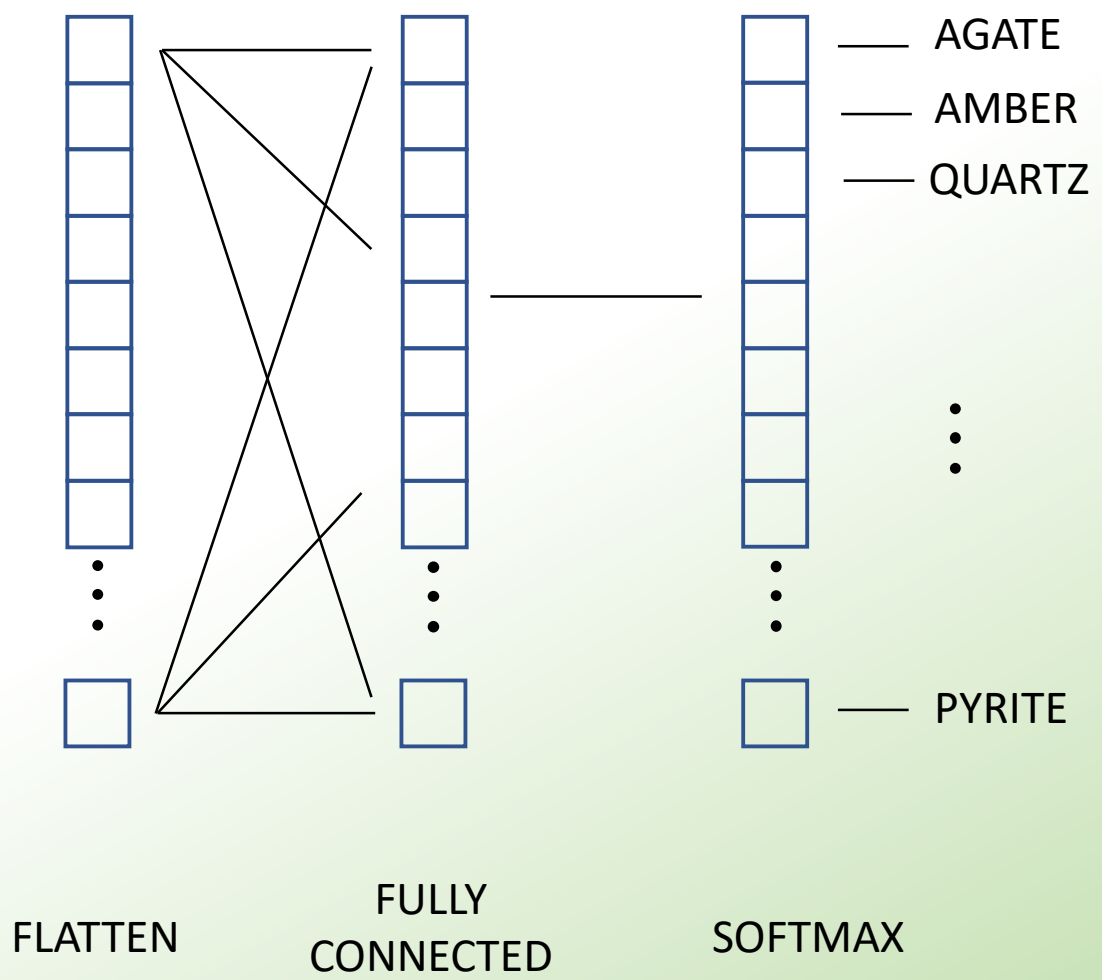 AGATE
AMBER
QUARTZ
PYRITE
FLATTEN
FULLY
CONNECTED
SOFTMAX